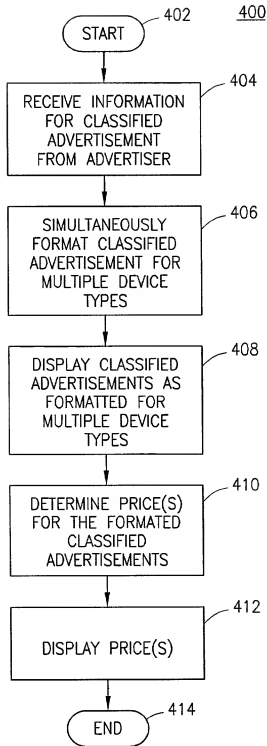 400
START
402
RECEIVE INFORMATION
FOR CLASSIFIED
ADVERTISEMENT
FROM ADVERTISER
404
SIMULTANEOUSLY
FORMAT CLASSIFIED
ADVERTISEMENT FOR
MULTIPLE DEVICE
TYPES
406
DISPLAY CLASSIFIED
ADVERTISEMENTS AS
FORMATTED FOR
MULTIPLE DEVICE
TYPES
408
DETERMINE PRICE(S)
FOR THE FORMATED
CLASSIFIED
ADVERTISEMENTS
410
DISPLAY PRICE(S)
412
END
414